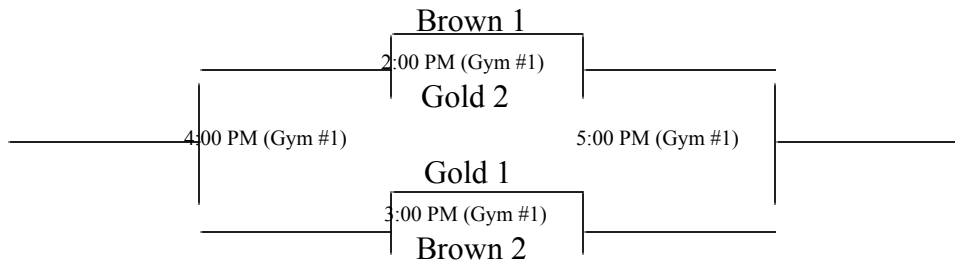 Brown 1
2:00 PM (Gym #1)
Gold 2
4:00 PM (Gym #1)
5:00 PM (Gym #1)
Gold 1
3:00 PM (Gym #1)
Brown 2